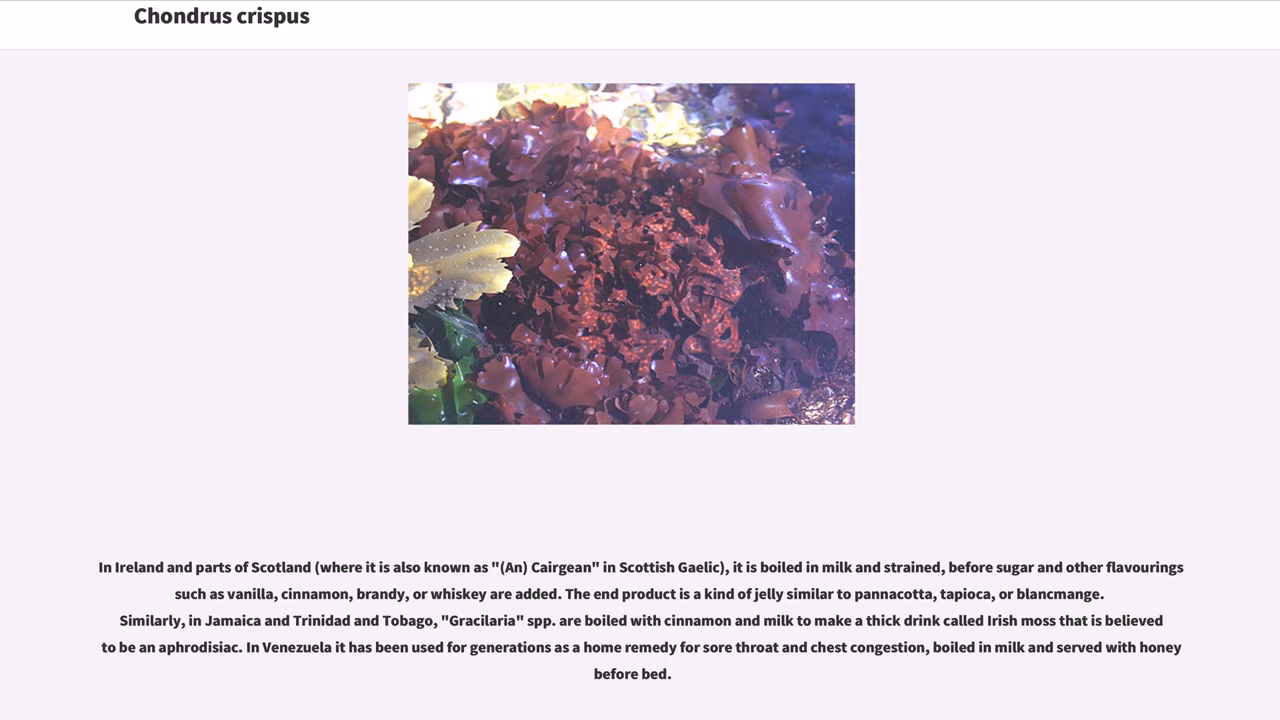 Chondrus crispus
In Ireland and parts of Scotland (where it is also known as "(An) Cairgean" in Scottish Gaelic), it is boiled in milk and strained, before sugar and other flavourings
such as vanilla, cinnamon, brandy, or whiskey are added. The end product is a kind of jelly similar to pannacotta, tapioca, or blancmange.
Similarly, in Jamaica and Trinidad and Tobago, "Gracilaria" spp. are boiled with cinnamon and milk to make a thick drink called Irish moss that is believed
to be an aphrodisiac. In Venezuela it has been used for generations as a home remedy for sore throat and chest congestion, boiled in milk and served with honey
before bed.